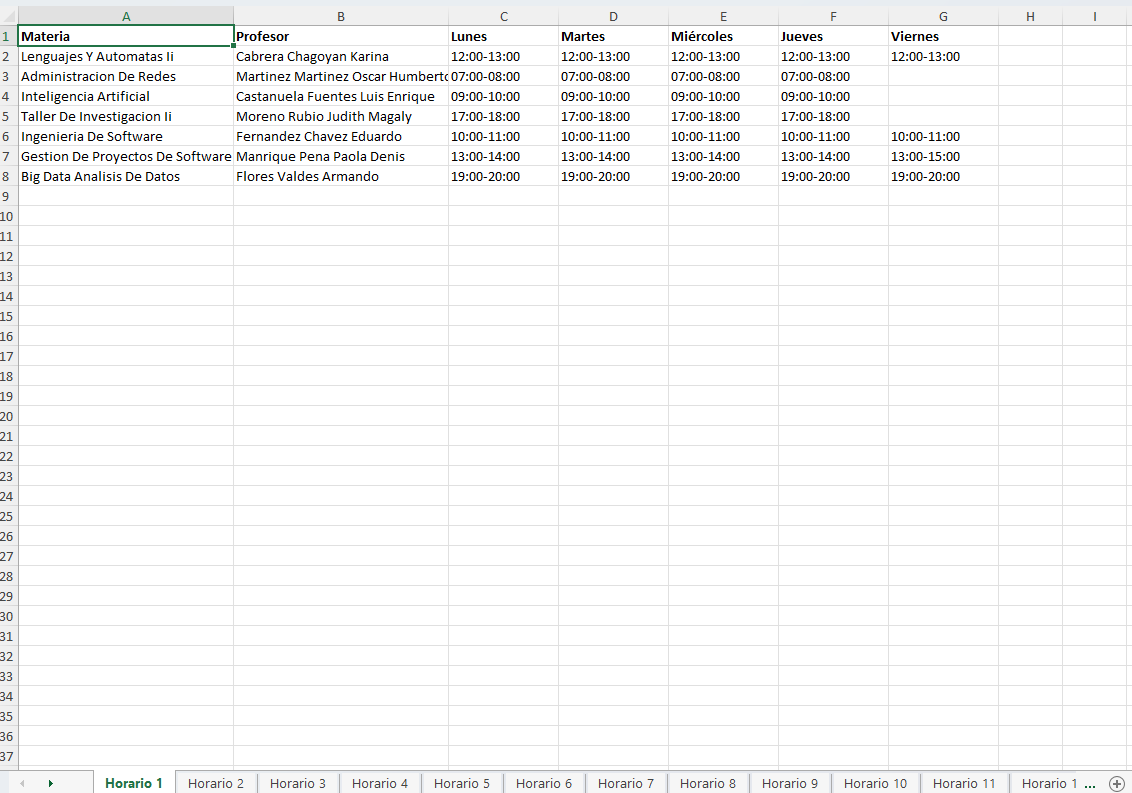 A B C D E F G H I
1 Materia Profesor Lunes Martes Miércoles Jueves Viernes
2 Lenguajes Y Automatas Ii Cabrera Chagoyan Karina 12:00-13:00 12:00-13:00 12:00-13:00 12:00-13:00 12:00-13:00
3 Administracion De Redes Martinez Martinez Oscar Humberto 07:00-08:00 07:00-08:00 07:00-08:00 07:00-08:00
4 Inteligencia Artificial Castanuela Fuentes Luis Enrique 09:00-10:00 09:00-10:00 09:00-10:00 09:00-10:00
5 Taller De Investigacion Ii Moreno Rubio Judith Magaly 17:00-18:00 17:00-18:00 17:00-18:00 17:00-18:00
6 Ingenieria De Software Fernandez Chavez Eduardo 10:00-11:00 10:00-11:00 10:00-11:00 10:00-11:00 10:00-11:00
7 Gestion De Proyectos De Software Manrique Pena Paola Denis 13:00-14:00 13:00-14:00 13:00-14:00 13:00-14:00 13:00-15:00
8 Big Data Analisis De Datos Flores Valdes Armando 19:00-20:00 19:00-20:00 19:00-20:00 19:00-20:00 19:00-20:00
9
10
11
12
13
14
15
16
17
18
19
20
21
22
23
24
25
26
27
28
29
30
31
32
33
34
35
36
37
Horario 1 Horario 2 Horario 3 Horario 4 Horario 5 Horario 6 Horario 7 Horario 8 Horario 9 Horario 10 Horario 11 Horario 1 ...